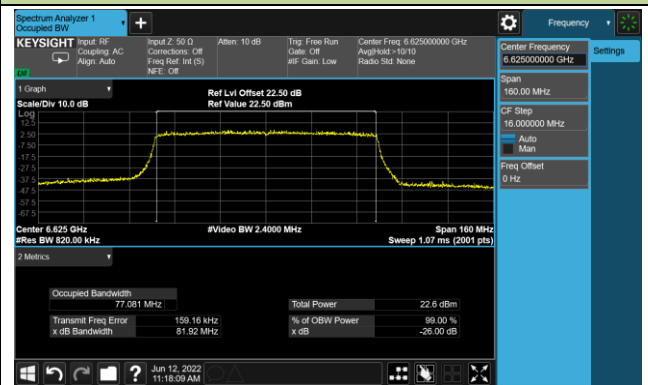 Spectrum Analyzer 1
Occupied BW
Frequency
KEYSIGHT
Input: RF
Coupling: AC
Align: Auto
Input Z: 50 Ω
Corrections: Off
Freq Ref: Int (S)
NFE: Off
Atten: 10 dB
Trig: Free Run
Gate: Off
#IF Gain: Low
Center Freq: 6.625000000 GHz
Avg|Hold:>10/10
Radio Std: None
Center Frequency
6.625000000 GHz
Settings
Span
160.00 MHz
CF Step
16.000000 MHz
Auto
Man
Freq Offset
0 Hz
1 Graph
Scale/Div 10.0 dB
Ref Lvl Offset 22.50 dB
Ref Value 22.50 dBm
Log
12.5
2.50
-7.50
-17.5
-27.5
-37.5
-47.5
-57.5
-67.5
Center 6.625 GHz
#Video BW 2.4000 MHz
Span 160 MHz
#Res BW 820.00 kHz
Sweep 1.07 ms (2001 pts)
2 Metrics
Occupied Bandwidth
77.081 MHz
Total Power
22.6 dBm
Transmit Freq Error
159.16 kHz
% of OBW Power
99.00 %
x dB Bandwidth
81.92 MHz
x dB
-26.00 dB
Jun 12, 2022
11:18:09 AM